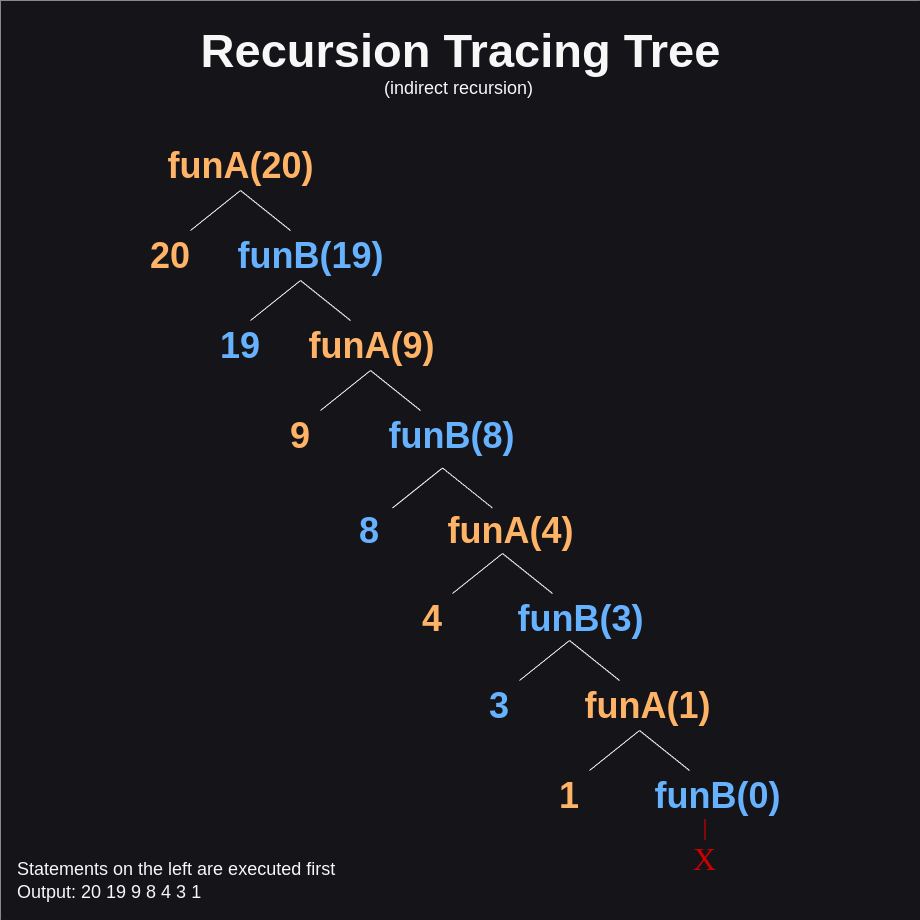 Recursion Tracing Tree
(indirect recursion)
funA(20)
20 funB(19)
19 funA(9)
9 funB(8)
8 funA(4)
4 funB(3)
3 funA(1)
1 funB(0)
X
Statements on the left are executed first
Output: 20 19 9 8 4 3 1